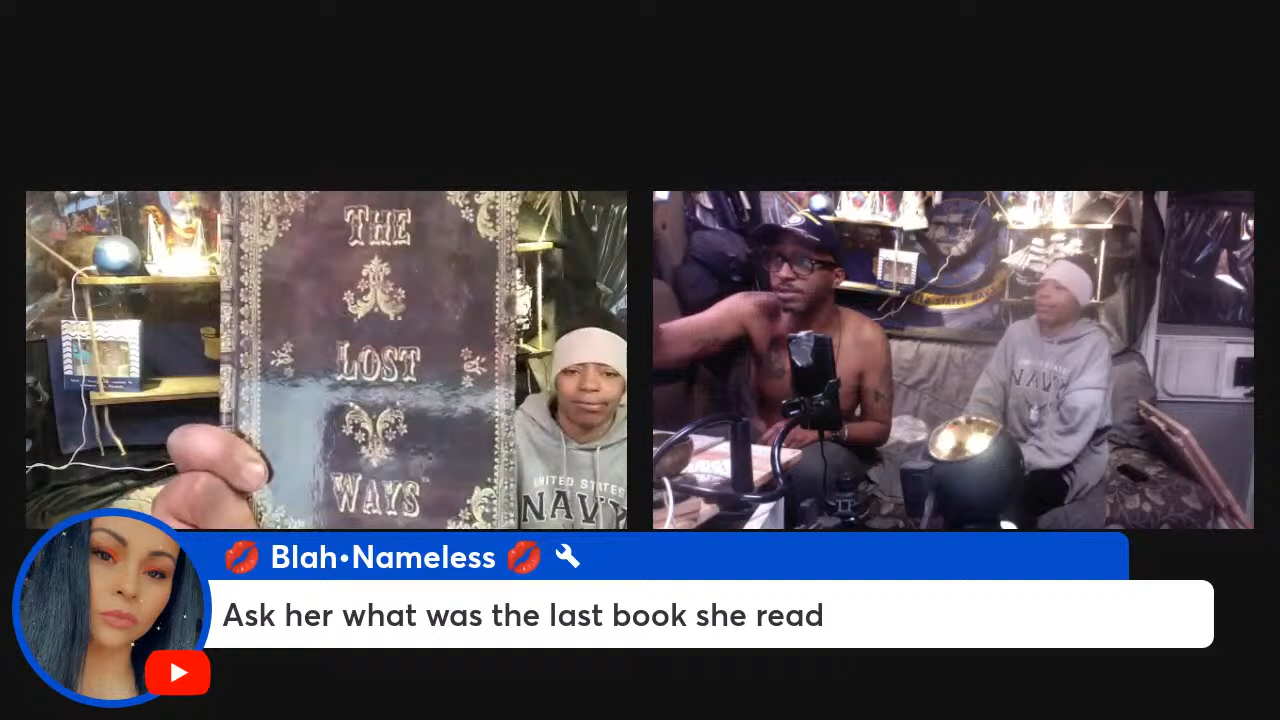 THE
LOST
WAYS
UNITED STATES
NAVY
NAVY
💋 Blah•Nameless 💋
Ask her what was the last book she read